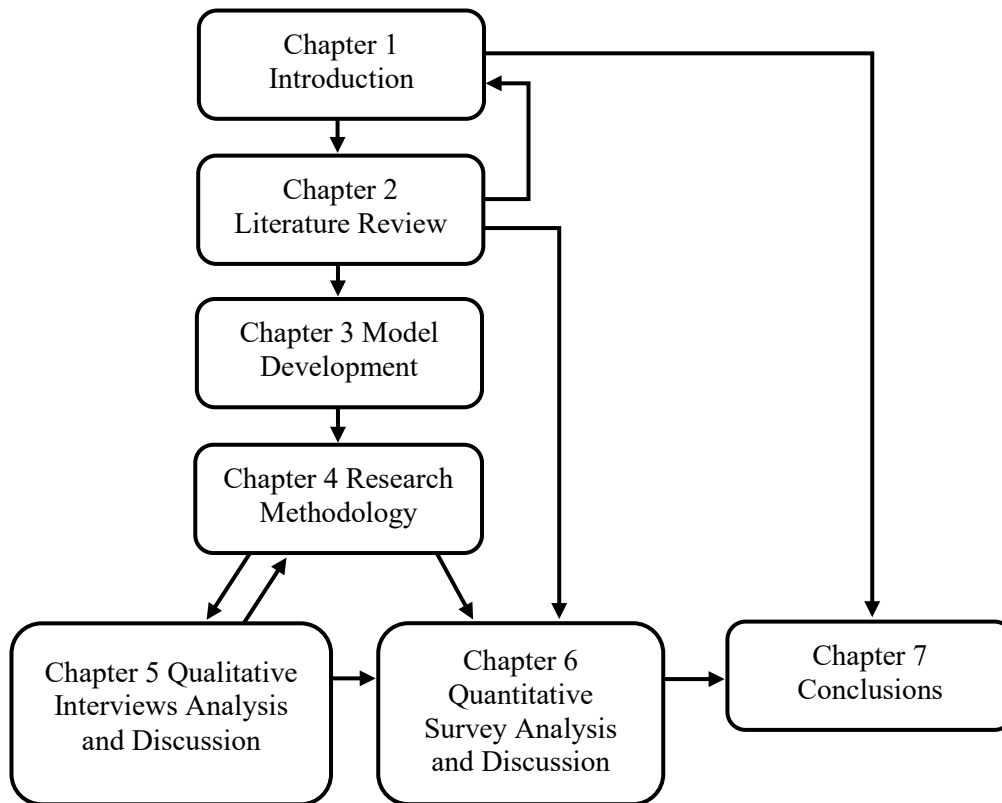 Chapter 1
Introduction
Chapter 2
Literature Review
Chapter 3 Model
Development
Chapter 4 Research
Methodology
Chapter 5 Qualitative
Interviews Analysis
and Discussion
Chapter 6
Quantitative
Survey Analysis
and Discussion
Chapter 7
Conclusions